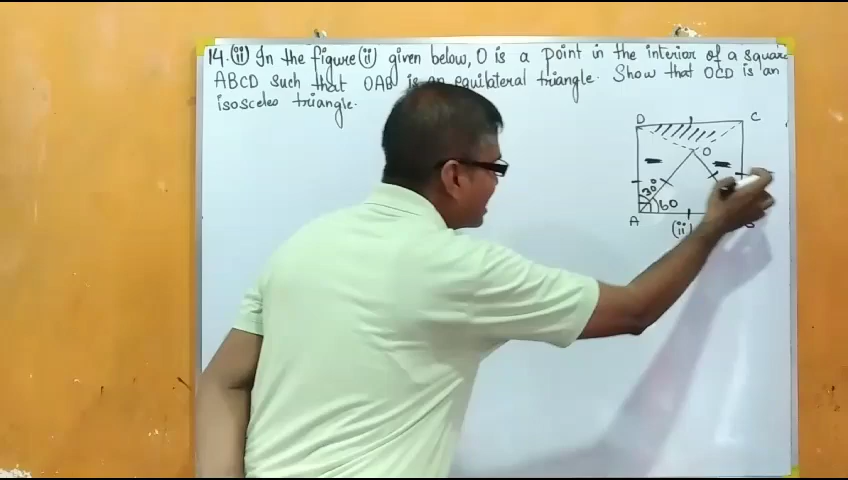 14.(ii) In the figure(ii) given below, O is a point in the interior of a square
ABCD such that OAB is an equilateral triangle. Show that OCD is an
isosceles triangle.
D
C
O
30°
60
A
(ii)